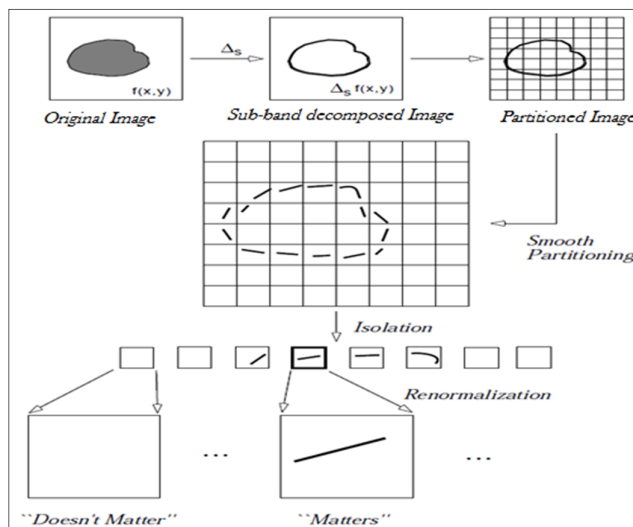 Δs
f(x,y)
Δs f(x,y)
Original Image
Sub-band decomposed Image
Partitioned Image
Smooth
Partitioning
Isolation
Renormalization
... ...
``Doesn't Matter" ``Matters"